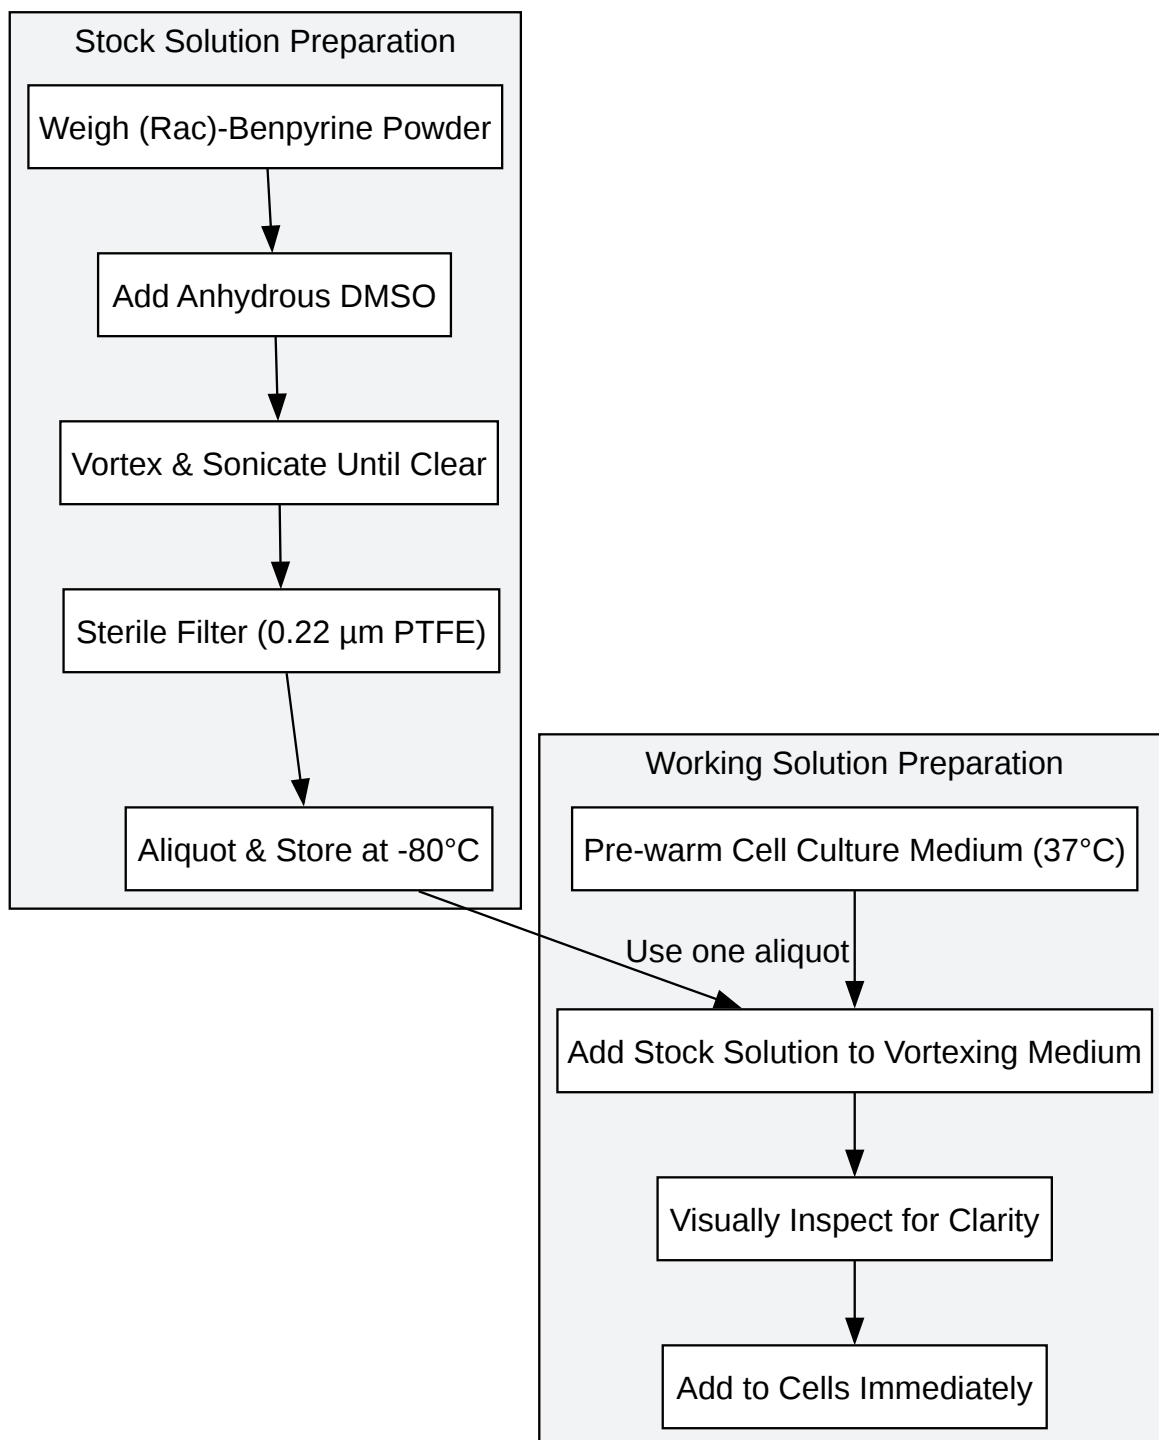 Stock Solution Preparation
Weigh (Rac)-Benpyrine Powder
Add Anhydrous DMSO
Vortex & Sonicate Until Clear
Sterile Filter (0.22 µm PTFE)
Aliquot & Store at -80°C
Working Solution Preparation
Pre-warm Cell Culture Medium (37°C)
Use one aliquot
Add Stock Solution to Vortexing Medium
Visually Inspect for Clarity
Add to Cells Immediately